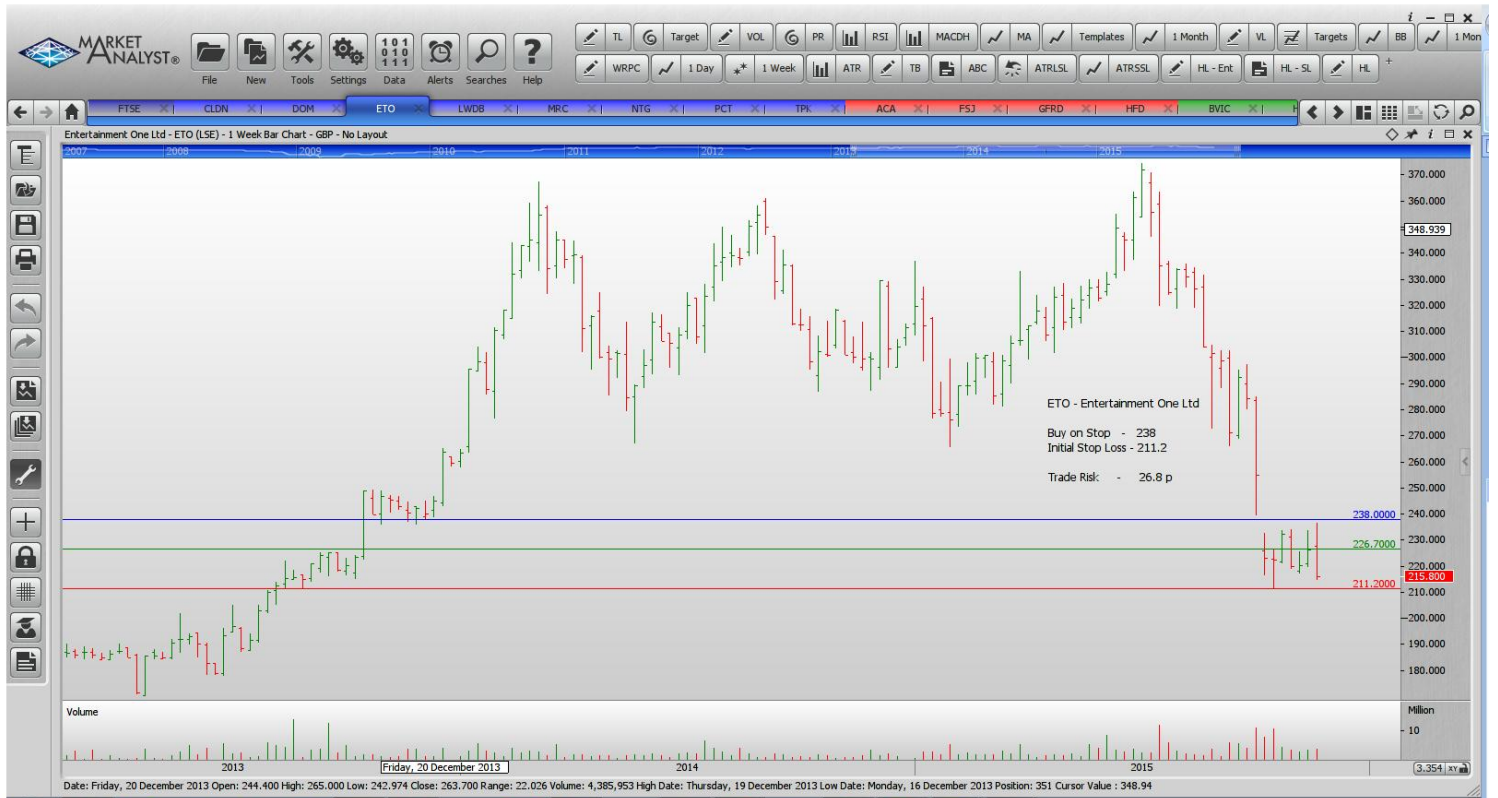 i
MARKET ANALYST®
File New Tools Settings Data Alerts Searches Help
TL Target VOL PR RSI MACDH MA Templates 1 Month VL Targets BB 1 Mon
WRPC 1 Day 1 Week ATR TB ABC ATRLSL ATRSSL HL - Ent HL - SL HL +
FTSE CLDN DOM ETO LWDB MRC NTG PCT TPK ACA FSJ GFRD HFD BVIC
Entertainment One Ltd - ETO (LSE) - 1 Week Bar Chart - GBP - No Layout
2007 2008 2009 2010 2011 2012 2014 2015
370.000
360.000
348.939
340.000
330.000
320.000
310.000
300.000
290.000
280.000
270.000
260.000
250.000
240.000
230.000
220.000
215.800
210.000
200.000
190.000
180.000
ETO - Entertainment One Ltd
Buy on Stop - 238
Initial Stop Loss - 211.2
Trade Risk - 26.8 p
238.0000
226.7000
211.2000
Volume
Million
10
2013 Friday, 20 December 2013 2014 2015
3.354 XY
Date: Friday, 20 December 2013 Open: 244.400 High: 265.000 Low: 242.974 Close: 263.700 Range: 22.026 Volume: 4,385,953 High Date: Thursday, 19 December 2013 Low Date: Monday, 16 December 2013 Position: 351 Cursor Value : 348.94